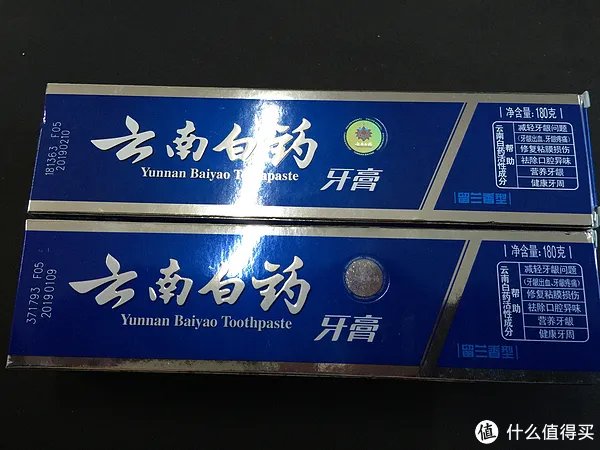 181363 F05
20190210
云南白药
Yunnan Baiyao Toothpaste
牙膏
净含量:180克
云南白药活性成分
帮助
减轻牙龈问题
(牙龈出血、牙龈疼痛)
修复粘膜损伤
祛除口腔异味
营养牙龈
健康牙周
留兰香型
371793 F05
20190109
云南白药
Yunnan Baiyao Toothpaste
牙膏
净含量:180克
云南白药活性成分
帮助
减轻牙龈问题
(牙龈出血、牙龈疼痛)
修复粘膜损伤
祛除口腔异味
营养牙龈
健康牙周
留兰香型
值 什么值得买